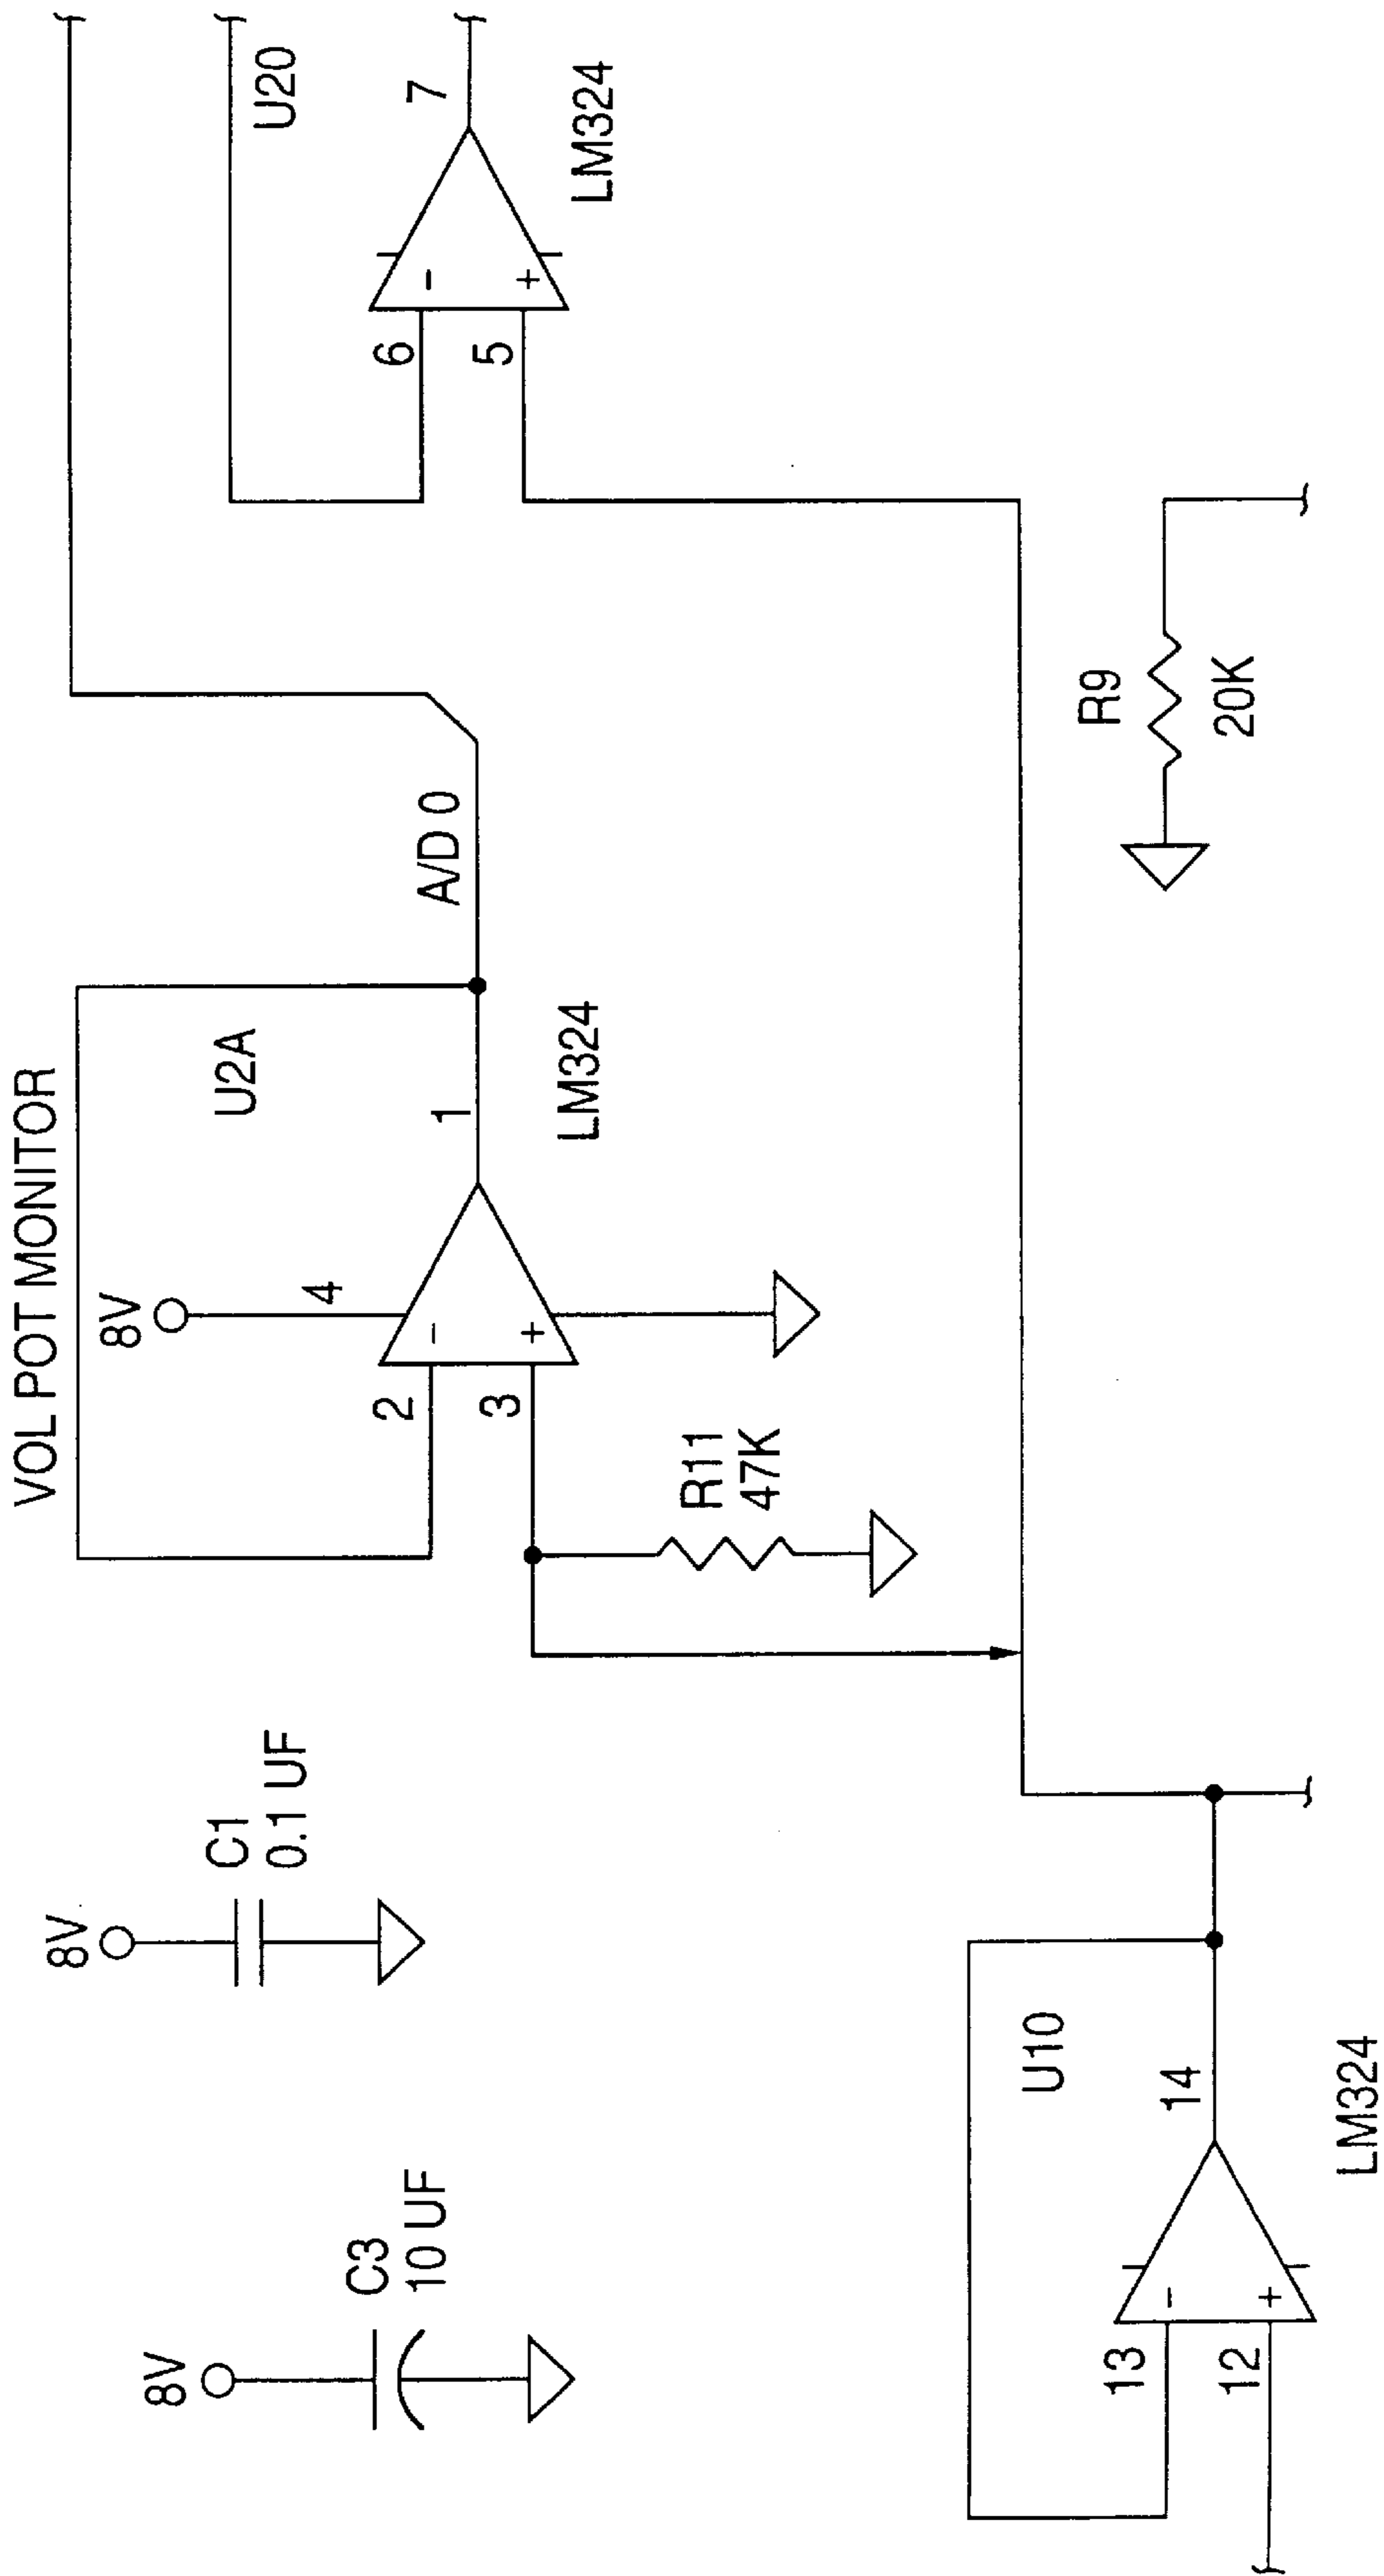 VOL POT MONITOR
8V
C3
10 UF
8V
C1
0.1 UF
8V
4
U2A
2
3
1
LM324
A/D 0
R11
47K
U20
6
5
7
LM324
U10
13
12
14
LM324
R9
20K